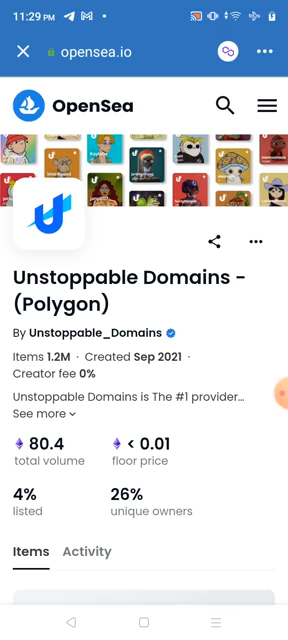 11:29 PM
opensea.io
OpenSea
Unstoppable Domains -
(Polygon)
By Unstoppable_Domains
Items 1.2M · Created Sep 2021 ·
Creator fee 0%
Unstoppable Domains is The #1 provider…
See more
80.4
total volume
< 0.01
floor price
4%
listed
26%
unique owners
Items
Activity